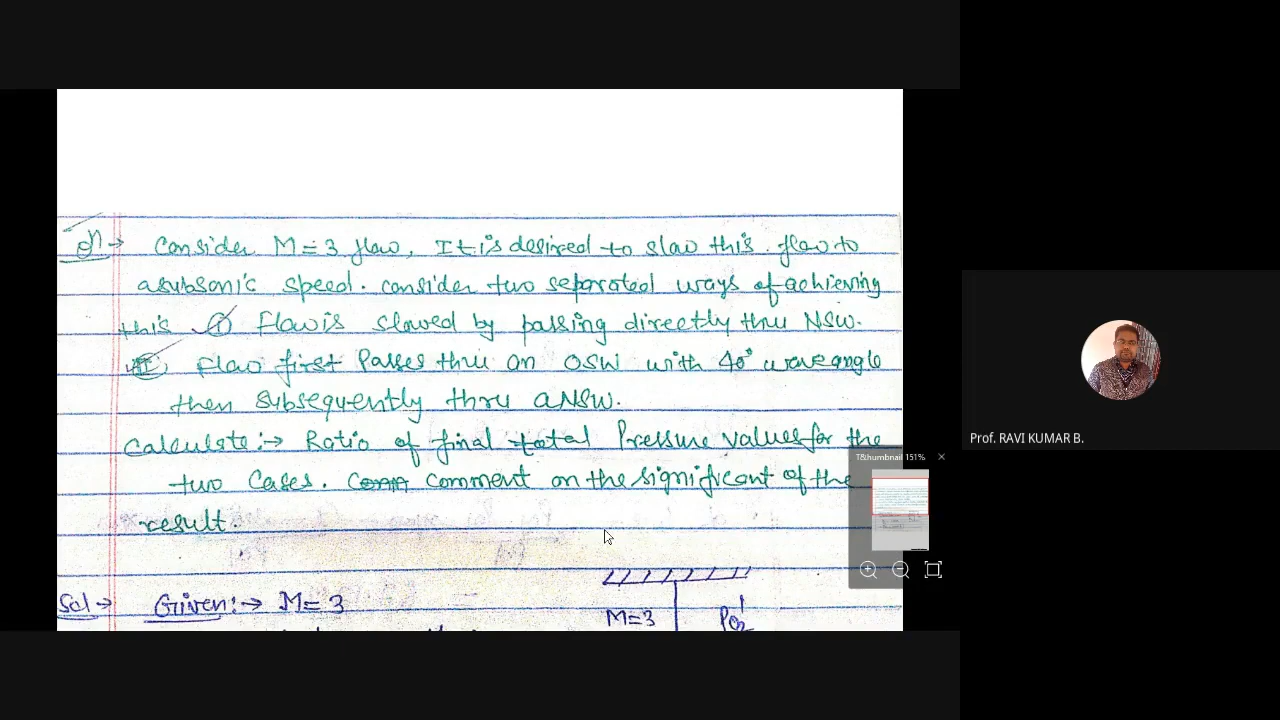 Qn → Consider M = 3 flow, It is desired to slow this flow to
a subsonic speed. consider two separated ways of achieving
this (I) Flow is slowed by passing directly thru NSW.
(II) Flow first Passes thru an OSW with 40° wave angle
then subsequently thru a NSW.
Calculate :→ Ratio of final total Pressure values for the
two Cases. comment on the significant of the
result.
Sol → Given :→ M = 3
M=3
Thumbnail 151%
Prof. RAVI KUMAR B.